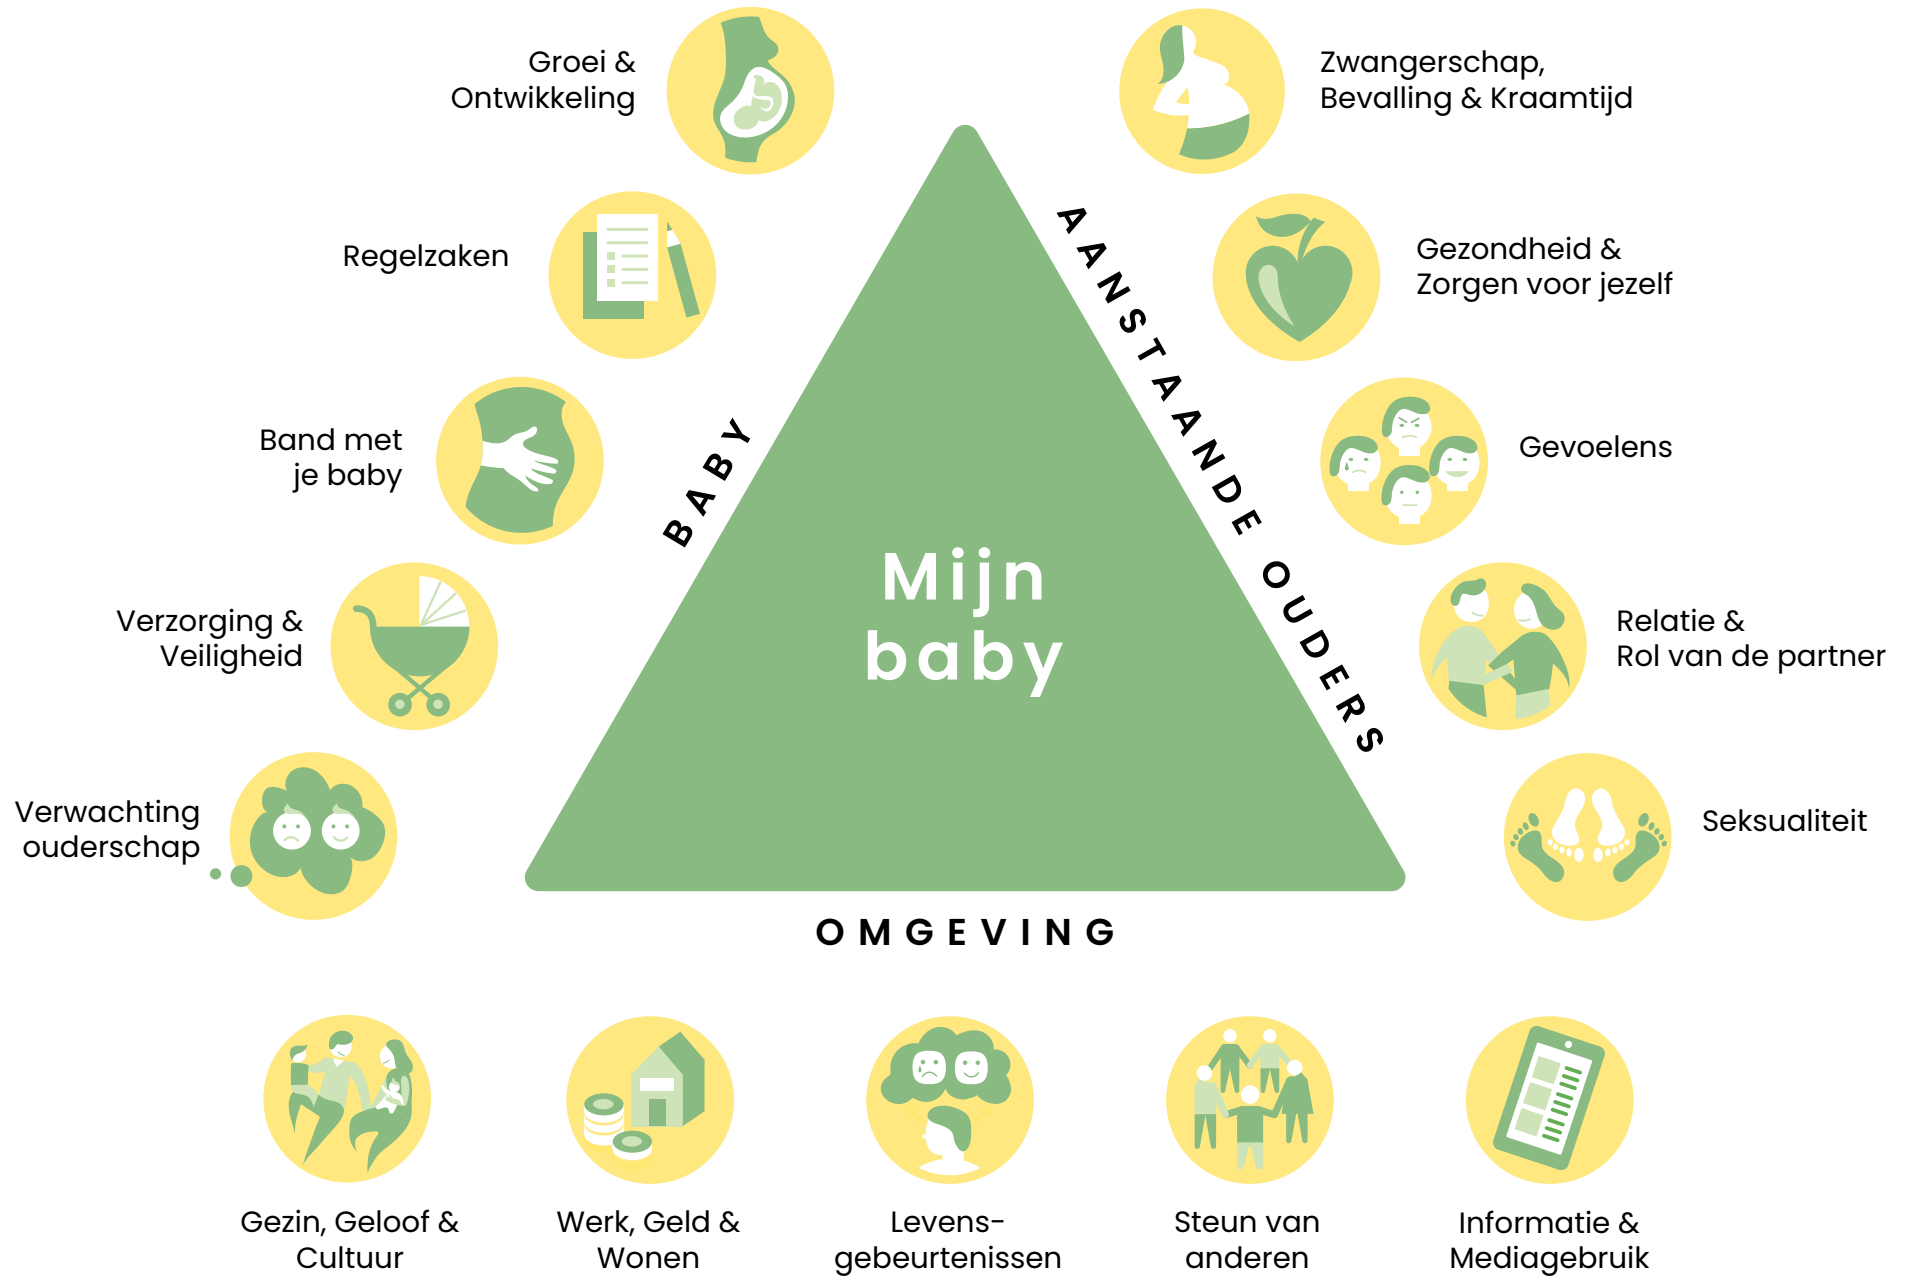 Groei &
Ontwikkeling
Regelzaken
Band met
je baby
Verzorging &
Veiligheid
Verwachting
ouderschap
BABY
Mijn
baby
AANSTAANDE OUDERS
Zwangerschap,
Bevalling & Kraamtijd
Gezondheid &
Zorgen voor jezelf
Gevoelens
Relatie &
Rol van de partner
Seksualiteit
OMGEVING
Gezin, Geloof &
Cultuur
Werk, Geld &
Wonen
Levens-
gebeurtenissen
Steun van
anderen
Informatie &
Mediagebruik